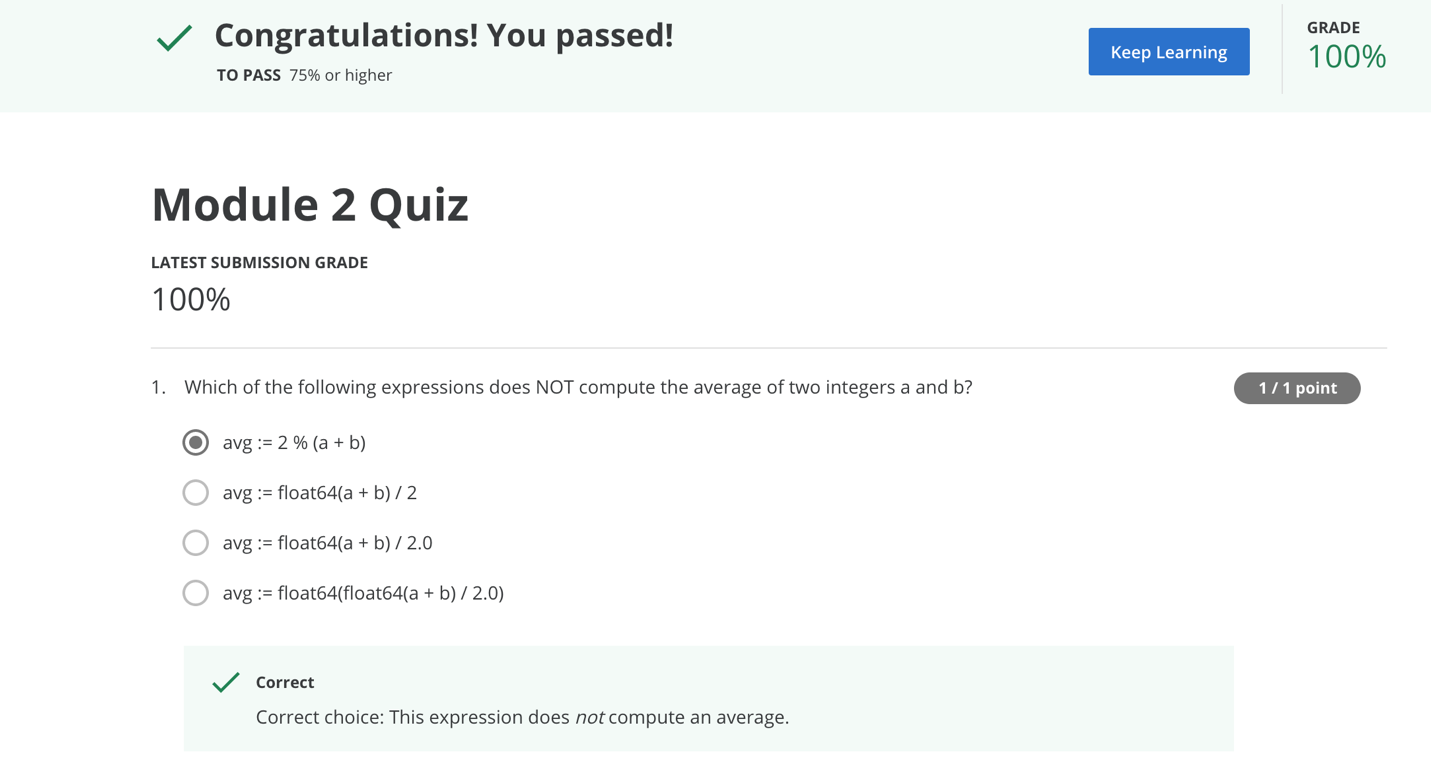 Congratulations! You passed!
TO PASS 75% or higher
Keep Learning
GRADE
100%
Module 2 Quiz
LATEST SUBMISSION GRADE
100%
1. Which of the following expressions does NOT compute the average of two integers a and b?
1 / 1 point
avg := 2 % (a + b)
avg := float64(a + b) / 2
avg := float64(a + b) / 2.0
avg := float64(float64(a + b) / 2.0)
Correct
Correct choice: This expression does not compute an average.